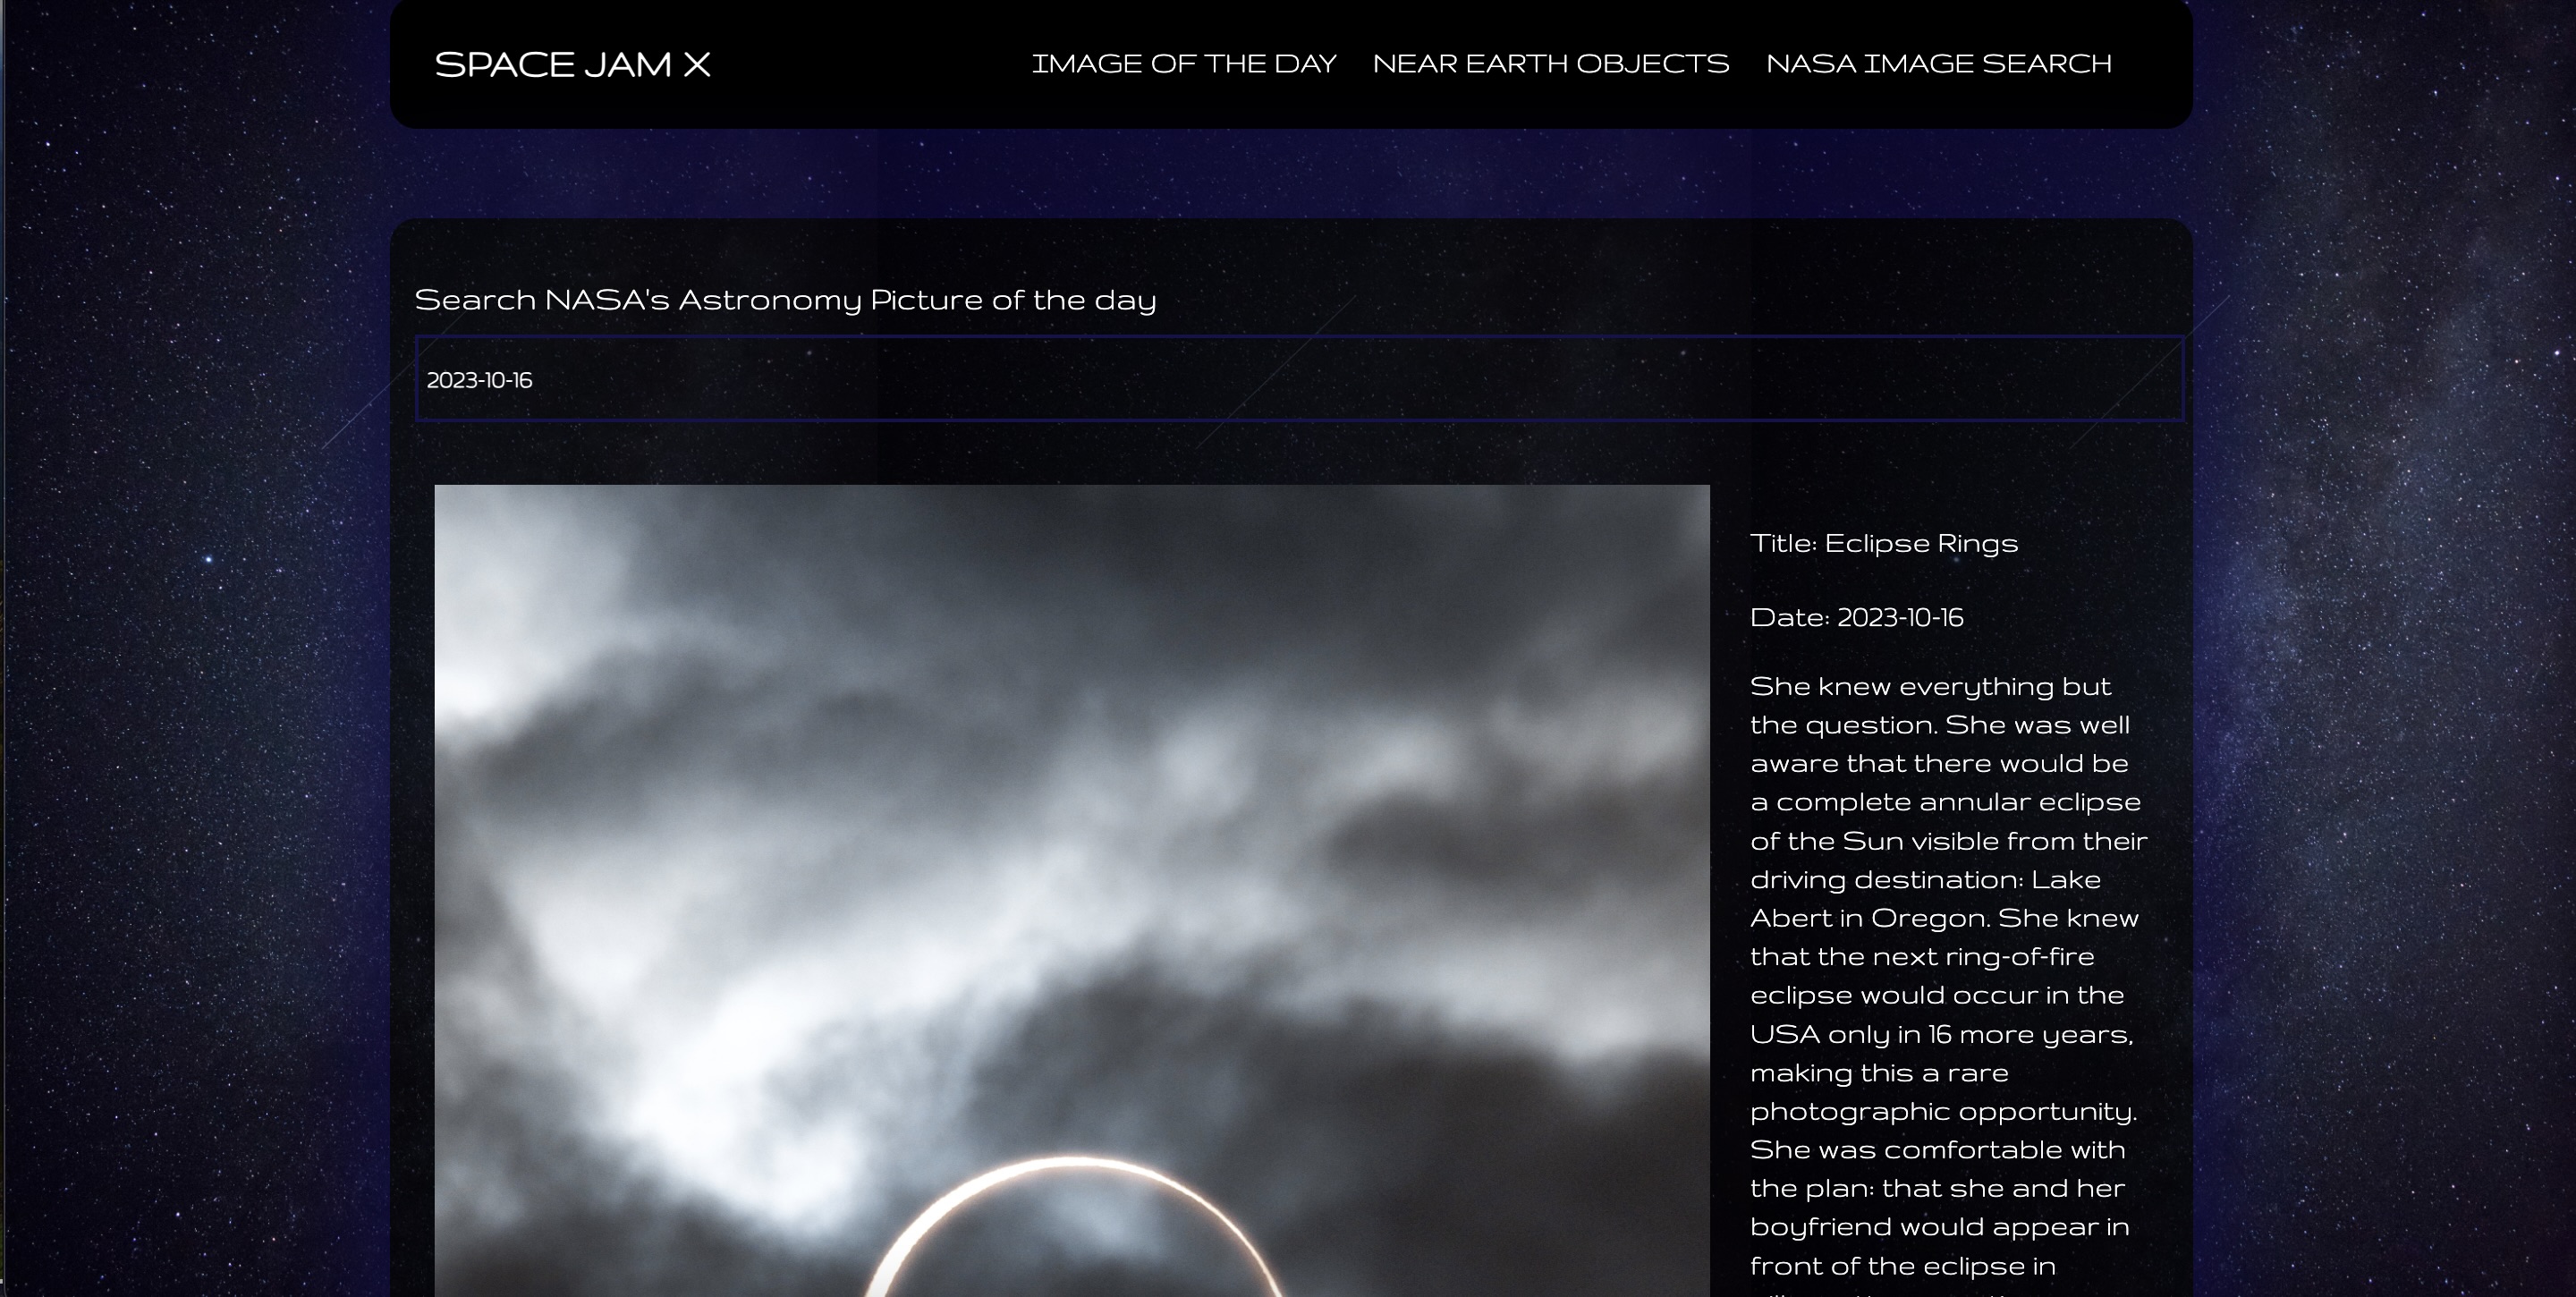 SPACE JAM X
IMAGE OF THE DAY NEAR EARTH OBJECTS NASA IMAGE SEARCH
Search NASA's Astronomy Picture of the day
2023-10-16
Title: Eclipse Rings
Date: 2023-10-16
She knew everything but
the question. She was well
aware that there would be
a complete annular eclipse
of the Sun visible from their
driving destination: Lake
Abert in Oregon. She knew
that the next ring-of-fire
eclipse would occur in the
USA only in 16 more years,
making this a rare
photographic opportunity.
She was comfortable with
the plan: that she and her
boyfriend would appear in
front of the eclipse in